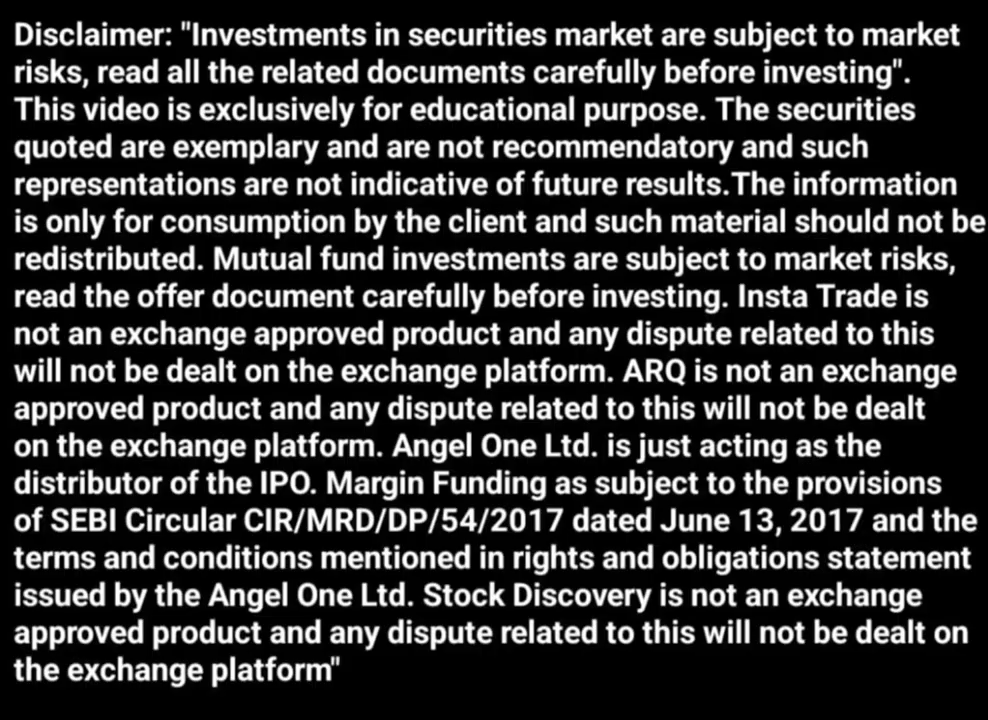 Disclaimer: "Investments in securities market are subject to market
risks, read all the related documents carefully before investing".
This video is exclusively for educational purpose. The securities
quoted are exemplary and are not recommendatory and such
representations are not indicative of future results.The information
is only for consumption by the client and such material should not be
redistributed. Mutual fund investments are subject to market risks,
read the offer document carefully before investing. Insta Trade is
not an exchange approved product and any dispute related to this
will not be dealt on the exchange platform. ARQ is not an exchange
approved product and any dispute related to this will not be dealt
on the exchange platform. Angel One Ltd. is just acting as the
distributor of the IPO. Margin Funding as subject to the provisions
of SEBI Circular CIR/MRD/DP/54/2017 dated June 13, 2017 and the
terms and conditions mentioned in rights and obligations statement
issued by the Angel One Ltd. Stock Discovery is not an exchange
approved product and any dispute related to this will not be dealt on
the exchange platform"